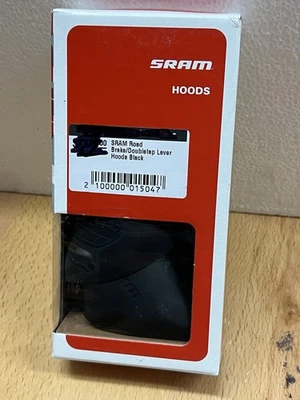 SRAM
HOODS
SRAM Road
Brake/Doubletap Lever
Hoods Black
2 100000 015047